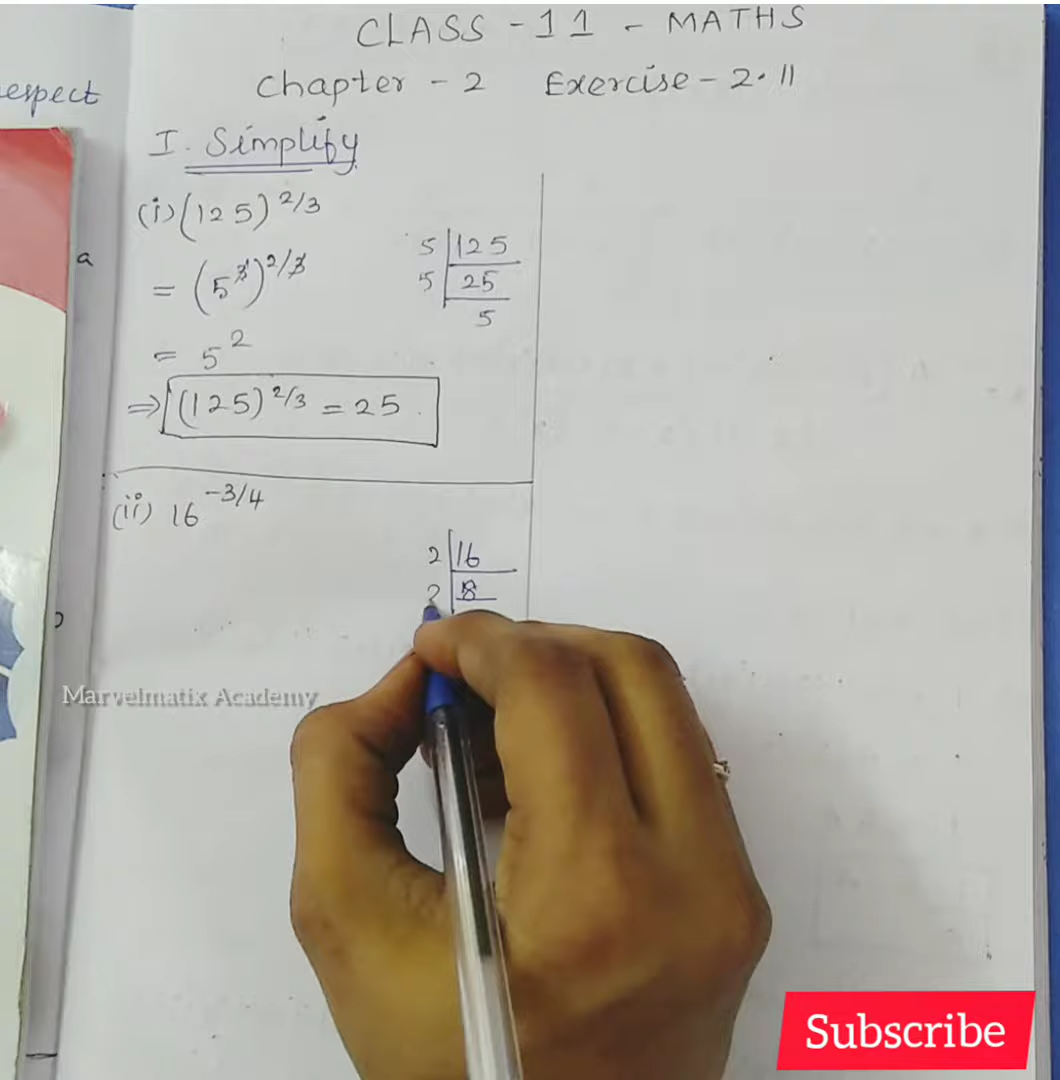 CLASS - 11 - MATHS
Chapter - 2 Exercise - 2.11
espect
I. Simplify
(i) (125)^2/3
= (5^3)^2/3
5 | 125
5 | 25
5
= 5^2
⇒ (125)^2/3 = 25.
(ii) 16^-3/4
2 | 16
2 | 8
a
Marvelmatix Academy
Subscribe